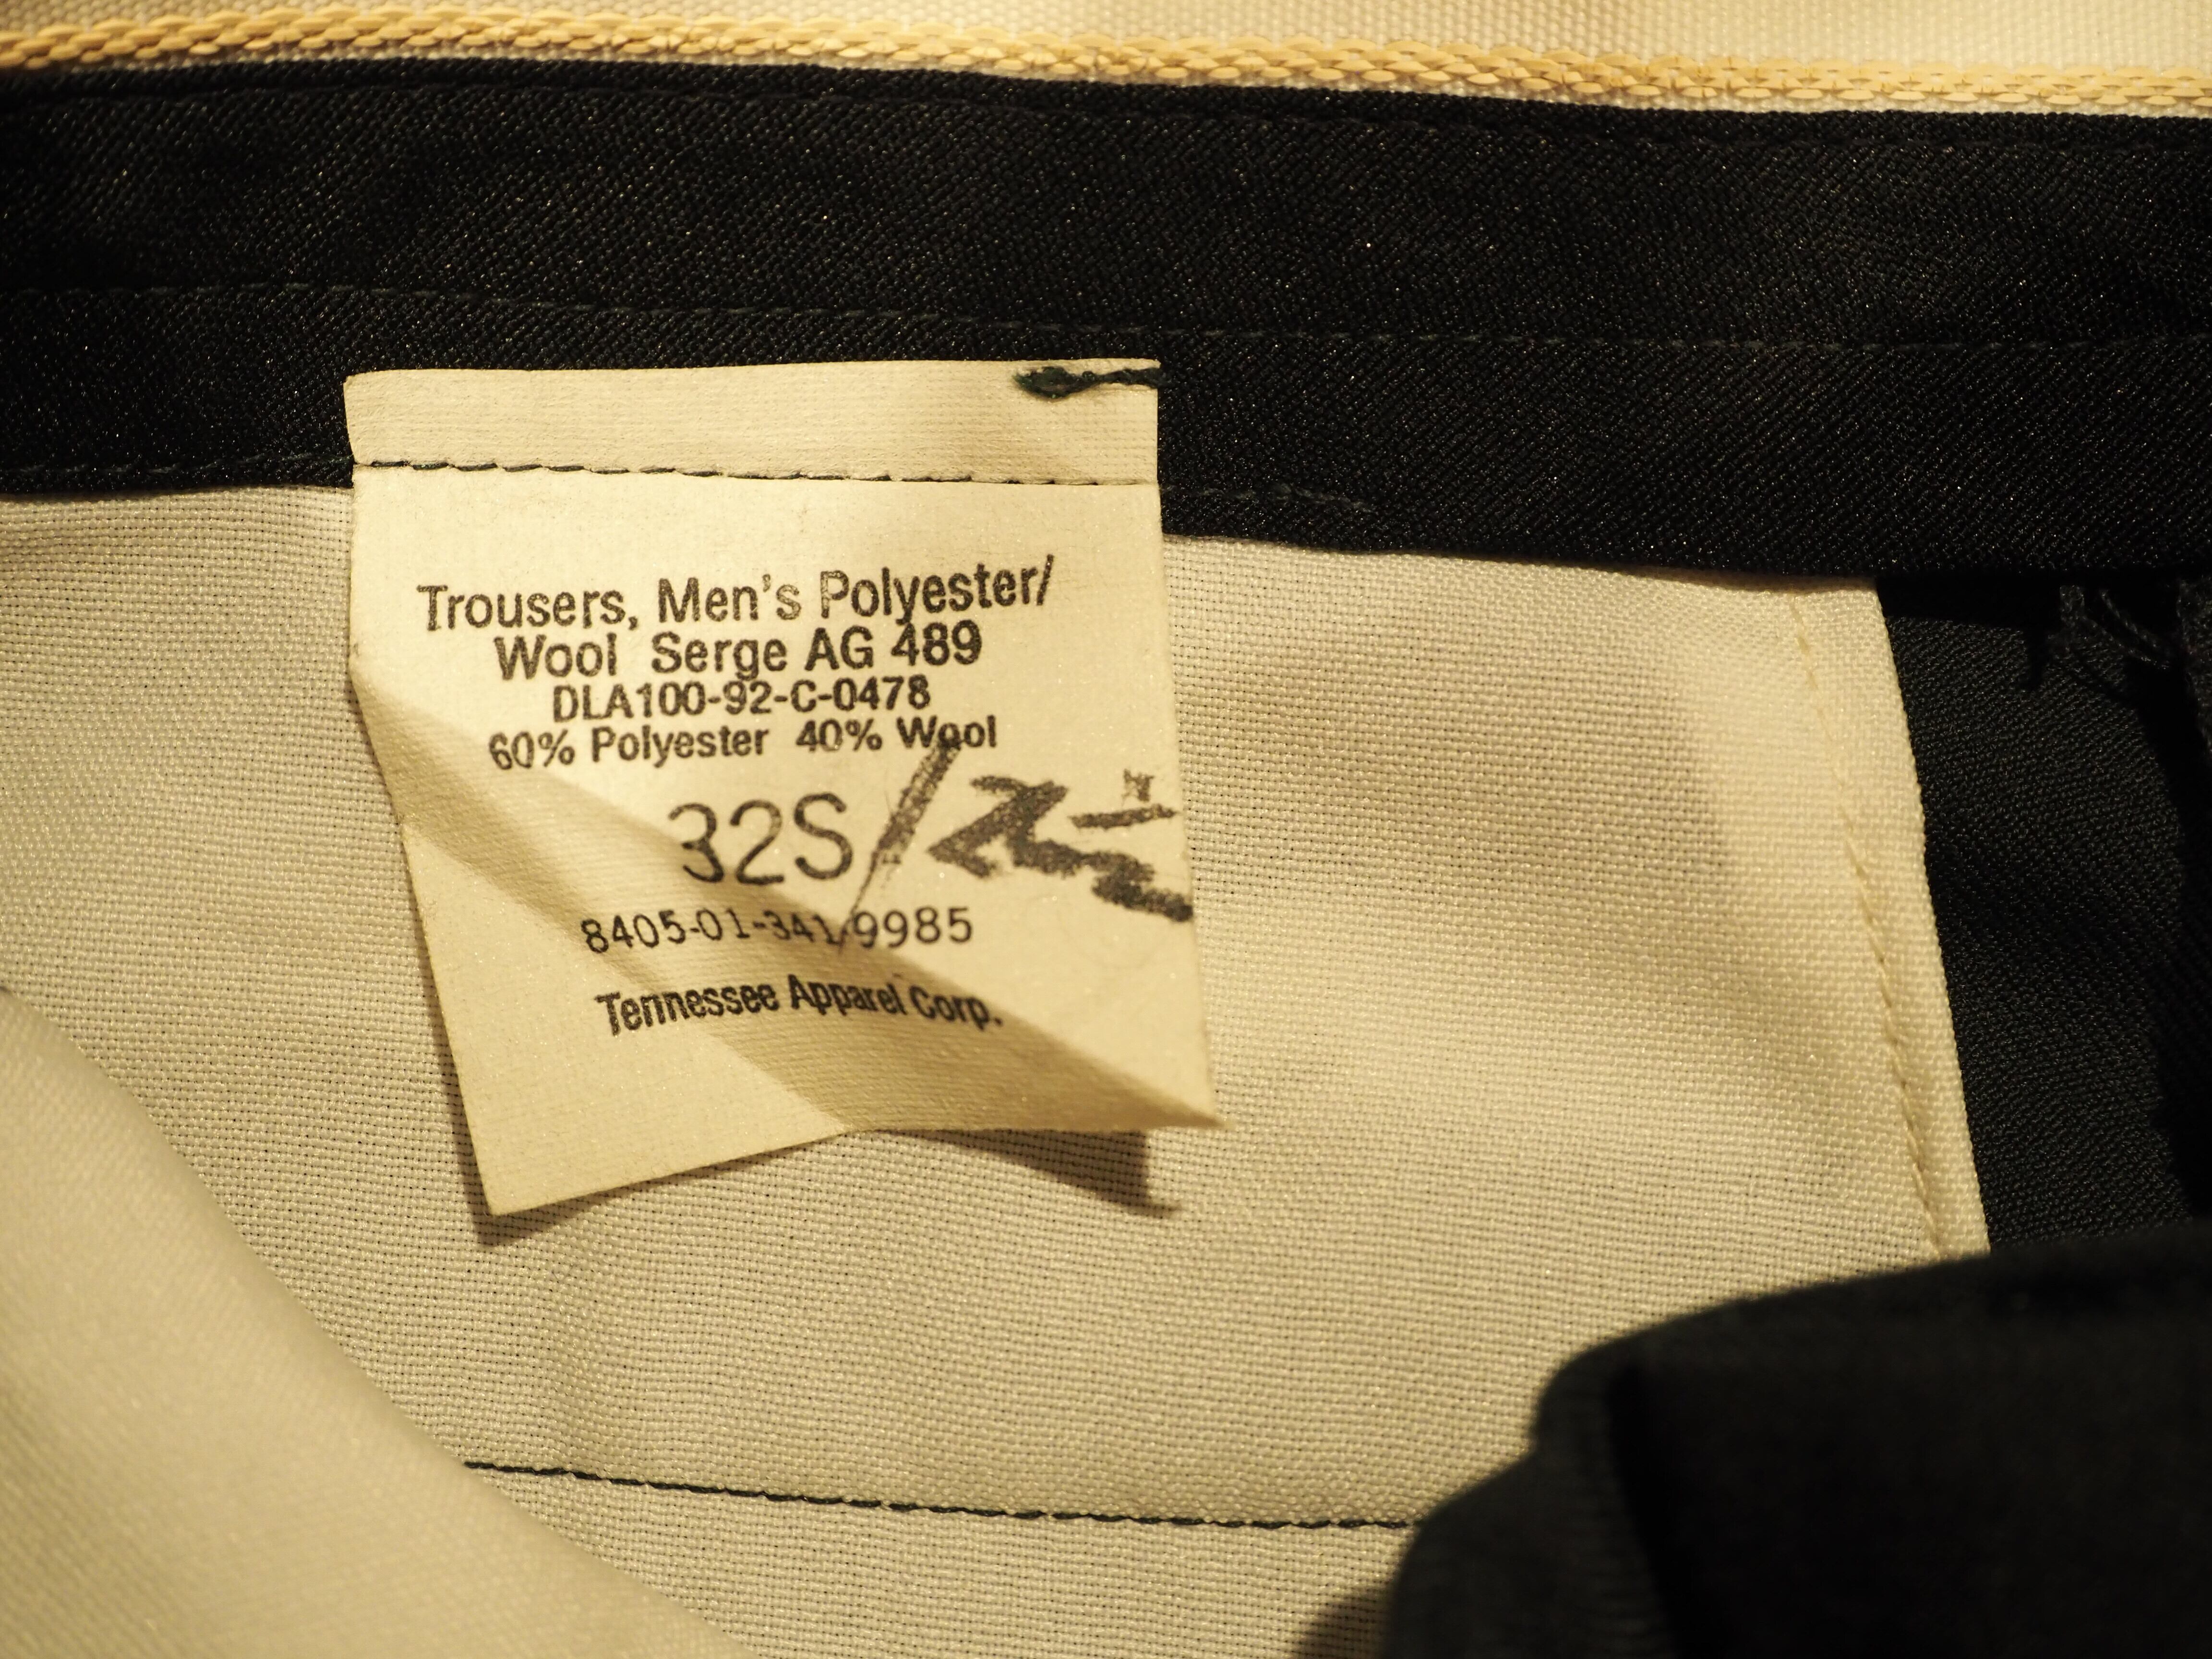 Trousers, Men's Polyester/
Wool Serge AG 489
DLA100-92-C-0478
60% Polyester 40% Wool
32S/
8405-01-341-9985
Tennessee Apparel Corp.